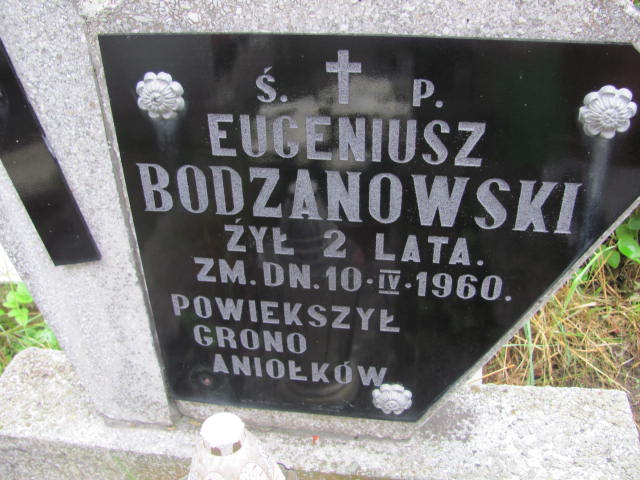 Ś. P.
EUGENIUSZ
BODZANOWSKI
ŻYŁ 2 LATA.
ZM. DN. 10·IV·1960.
POWIEKSZYŁ
GRONO
ANIOŁKÓW